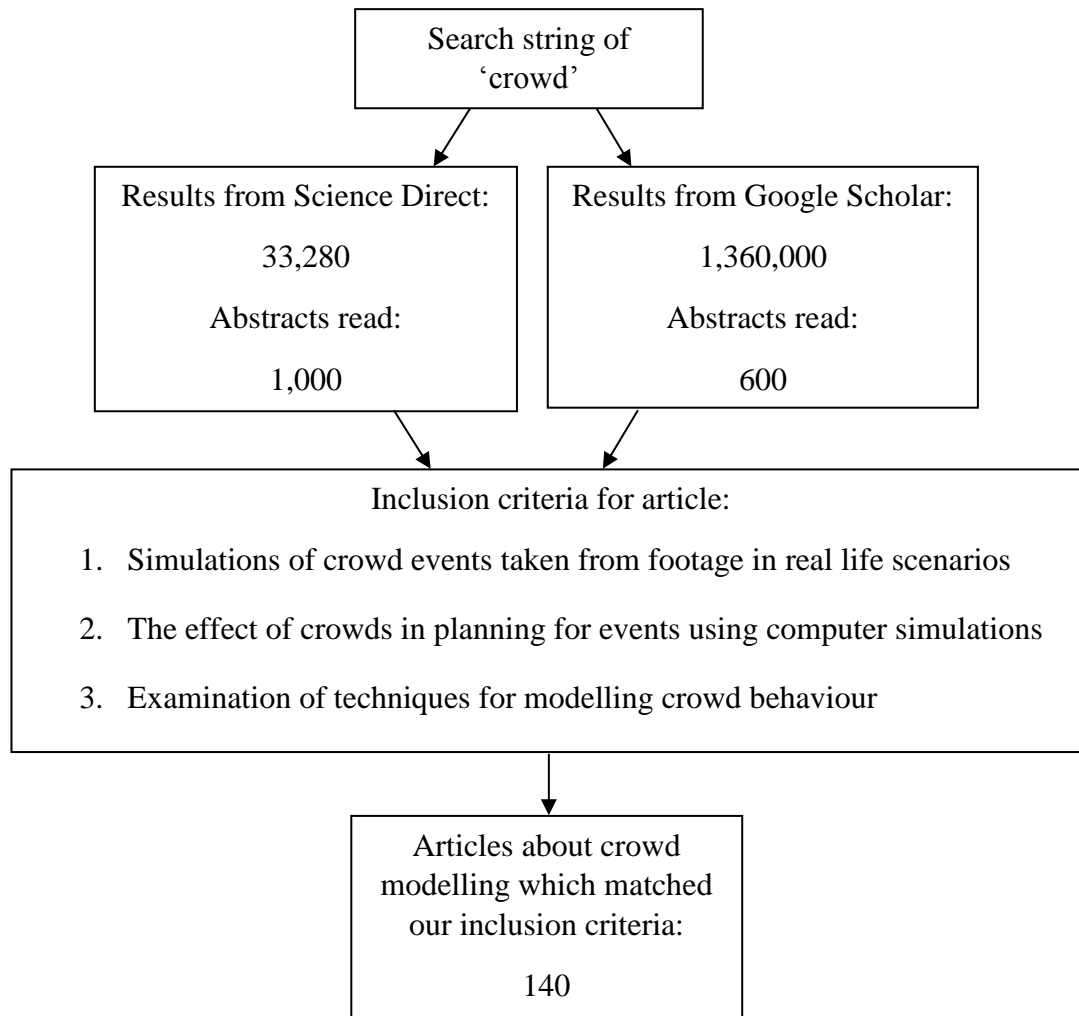 Search string of
‘crowd’
Results from Science Direct:
33,280
Abstracts read:
1,000
Results from Google Scholar:
1,360,000
Abstracts read:
600
Inclusion criteria for article:
1. Simulations of crowd events taken from footage in real life scenarios
2. The effect of crowds in planning for events using computer simulations
3. Examination of techniques for modelling crowd behaviour
Articles about crowd
modelling which matched
our inclusion criteria:
140